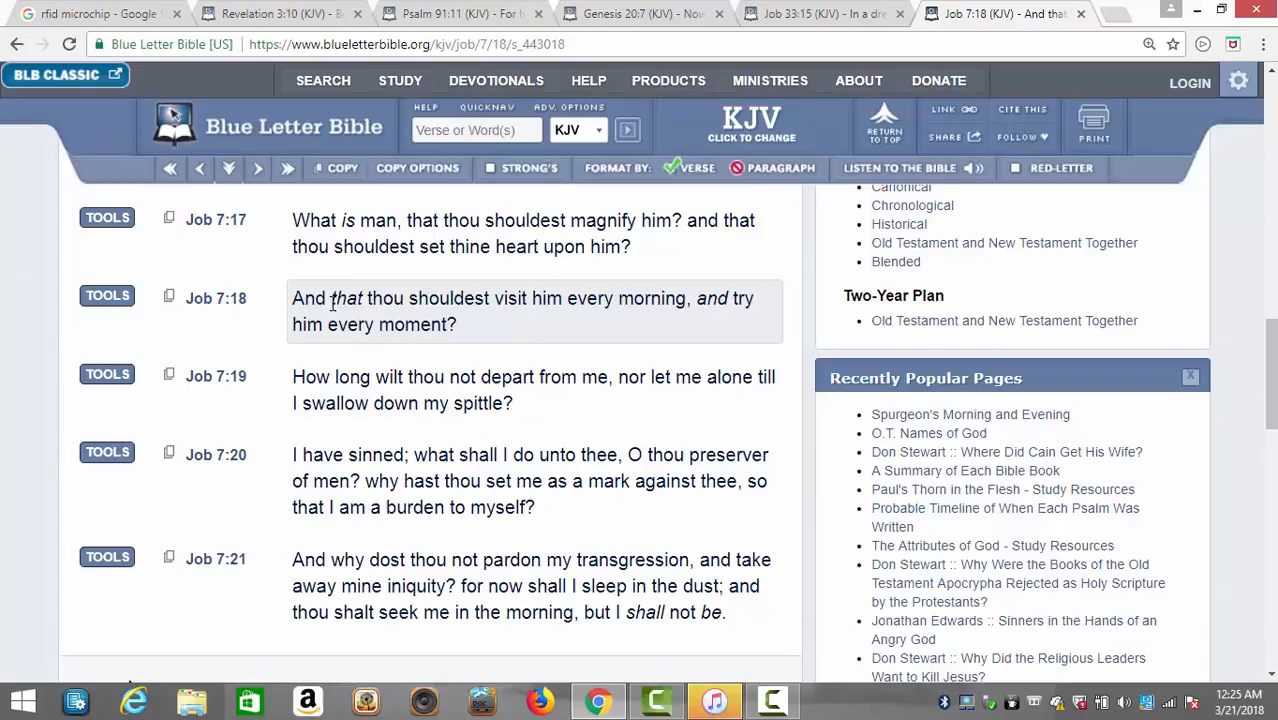 rfid microchip - Google S
Revelation 3:10 (KJV) - B
Psalm 91:11 (KJV) - For h
Genesis 20:7 (KJV) - Now
Job 33:15 (KJV) - In a dre
Job 7:18 (KJV) - And that
Blue Letter Bible [US]
https://www.blueletterbible.org/kjv/job/7/18/s_443018
BLB CLASSIC
SEARCH STUDY DEVOTIONALS HELP PRODUCTS MINISTRIES ABOUT DONATE
LOGIN
Blue Letter Bible
HELP QUICKNAV ADV. OPTIONS
Verse or Word(s)
KJV
KJV
CLICK TO CHANGE
RETURN
TO TOP
LINK
CITE THIS
SHARE
FOLLOW
PRINT
COPY COPY OPTIONS STRONG'S FORMAT BY: VERSE PARAGRAPH LISTEN TO THE BIBLE RED-LETTER
TOOLS Job 7:17
What is man, that thou shouldest magnify him? and that
thou shouldest set thine heart upon him?
TOOLS Job 7:18
And that thou shouldest visit him every morning, and try
him every moment?
TOOLS Job 7:19
How long wilt thou not depart from me, nor let me alone till
I swallow down my spittle?
TOOLS Job 7:20
I have sinned; what shall I do unto thee, O thou preserver
of men? why hast thou set me as a mark against thee, so
that I am a burden to myself?
TOOLS Job 7:21
And why dost thou not pardon my transgression, and take
away mine iniquity? for now shall I sleep in the dust; and
thou shalt seek me in the morning, but I shall not be.
Canonical
Chronological
Historical
Old Testament and New Testament Together
Blended
Two-Year Plan
Old Testament and New Testament Together
Recently Popular Pages
X
Spurgeon's Morning and Evening
O.T. Names of God
Don Stewart :: Where Did Cain Get His Wife?
A Summary of Each Bible Book
Paul's Thorn in the Flesh - Study Resources
Probable Timeline of When Each Psalm Was
Written
The Attributes of God - Study Resources
Don Stewart :: Why Were the Books of the Old
Testament Apocrypha Rejected as Holy Scripture
by the Protestants?
Jonathan Edwards :: Sinners in the Hands of an
Angry God
Don Stewart :: Why Did the Religious Leaders
Want to Kill Jesus?
12:25 AM
3/21/2018